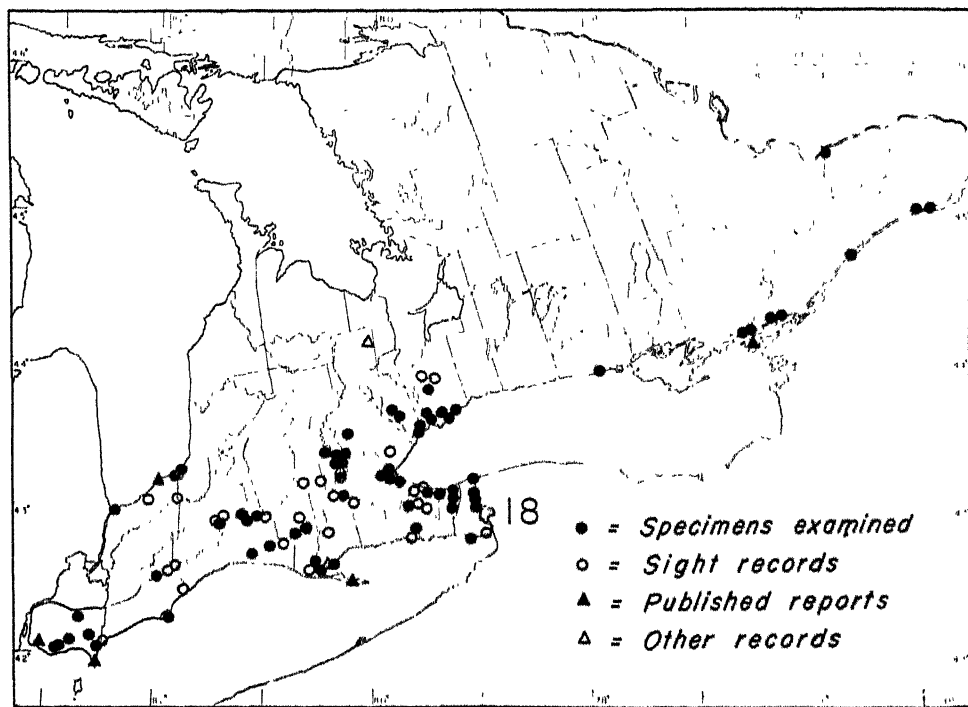 18
● = Specimens examined
○ = Sight records
▲ = Published reports
△ = Other records